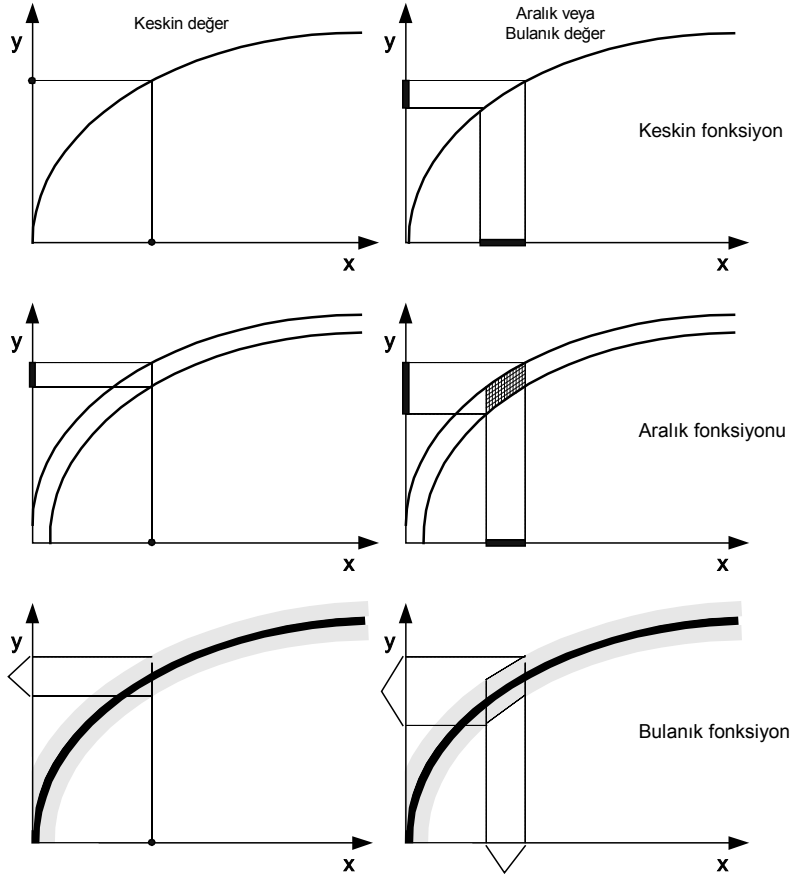 Keskin değer
Aralık veya
Bulanık değer
y
y
Keskin fonksiyon
x
x
y
y
Aralık fonksiyonu
x
x
y
y
Bulanık fonksiyon
x
x